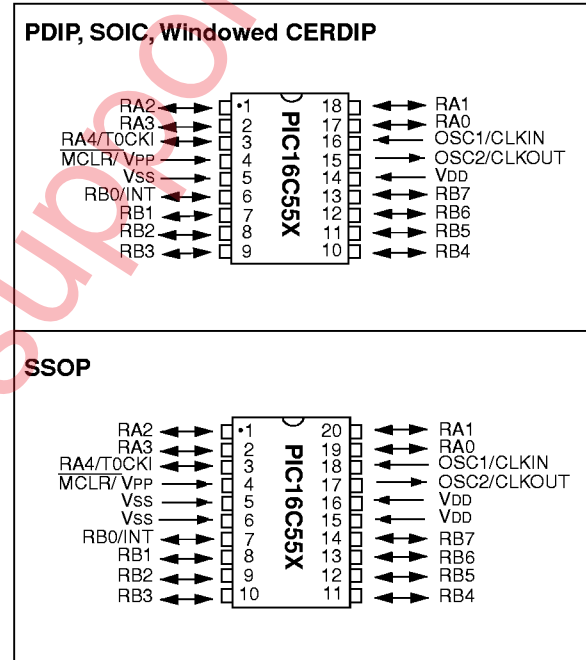 PDIP, SOIC, Windowed CERDIP
RA2 •1 18 RA1
RA3 2 17 RA0
RA4/T0CKI 3 16 OSC1/CLKIN
MCLR/ VPP 4 15 OSC2/CLKOUT
VSS 5 14 VDD
RB0/INT 6 13 RB7
RB1 7 12 RB6
RB2 8 11 RB5
RB3 9 10 RB4
PIC16C55X
SSOP
RA2 •1 20 RA1
RA3 2 19 RA0
RA4/T0CKI 3 18 OSC1/CLKIN
MCLR/ VPP 4 17 OSC2/CLKOUT
VSS 5 16 VDD
VSS 6 15 VDD
RB0/INT 7 14 RB7
RB1 8 13 RB6
RB2 9 12 RB5
RB3 10 11 RB4
PIC16C55X
suppor